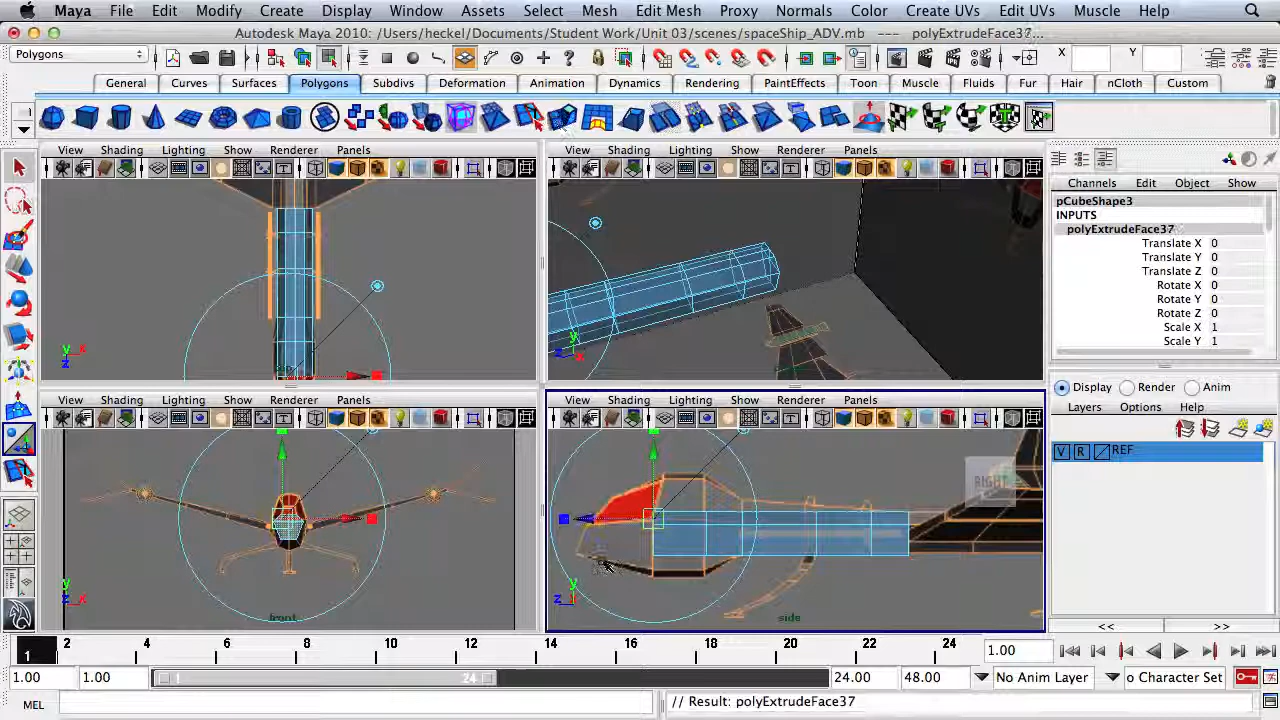 Maya File Edit Modify Create Display Window Assets Select Mesh Edit Mesh Proxy Normals Color Create UVs Edit UVs Muscle Help
Autodesk Maya 2010: /Users/heckel/Documents/Student Work/Unit 03/scenes/spaceShip_ADV.mb --- polyExtrudeFace37...
Polygons X Y
General Curves Surfaces Polygons Subdivs Deformation Animation Dynamics Rendering PaintEffects Toon Muscle Fluids Fur Hair nCloth Custom
View Shading Lighting Show Renderer Panels
View Shading Lighting Show Renderer Panels
Channels Edit Object Show
pCubeShape3
INPUTS
polyExtrudeFace37
Translate X 0
Translate Y 0
Translate Z 0
Rotate X 0
Rotate Y 0
Rotate Z 0
Scale X 1
Scale Y 1
y x
z
y
z x
View Shading Lighting Show Renderer Panels
View Shading Lighting Show Renderer Panels
Display Render Anim
Layers Options Help
V R REF
RIGHT
y
z x
front
y
z x
side
<< >>
2 4 6 8 10 12 14 16 18 20 22 24
1 1.00
1.00 1.00 1 24 24.00 48.00 No Anim Layer o Character Set
MEL // Result: polyExtrudeFace37